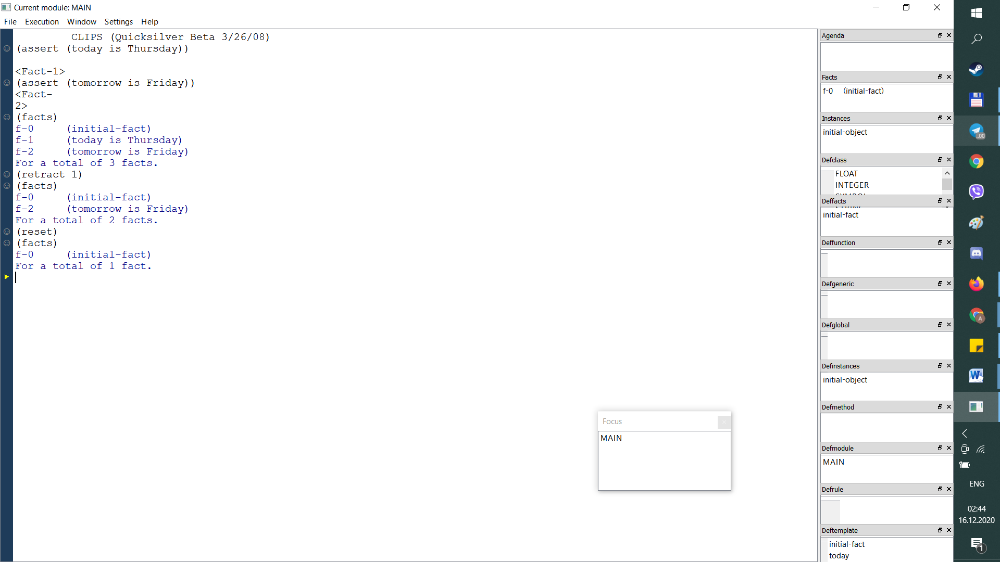 Current module: MAIN
File Execution Window Settings Help
CLIPS (Quicksilver Beta 3/26/08)
(assert (today is Thursday))
<Fact-1>
(assert (tomorrow is Friday))
<Fact-
2>
(facts)
f-0 (initial-fact)
f-1 (today is Thursday)
f-2 (tomorrow is Friday)
For a total of 3 facts.
(retract 1)
(facts)
f-0 (initial-fact)
f-2 (tomorrow is Friday)
For a total of 2 facts.
(reset)
(facts)
f-0 (initial-fact)
For a total of 1 fact.
Focus
MAIN
Agenda
Facts
f-0 (initial-fact)
Instances
initial-object
Defclass
FLOAT
INTEGER
Deffacts
initial-fact
Deffunction
Defgeneric
Defglobal
Definstances
initial-object
Defmethod
Defmodule
MAIN
Defrule
Deftemplate
initial-fact
today
..00
A
W
ENG
02:44
16.12.2020
1